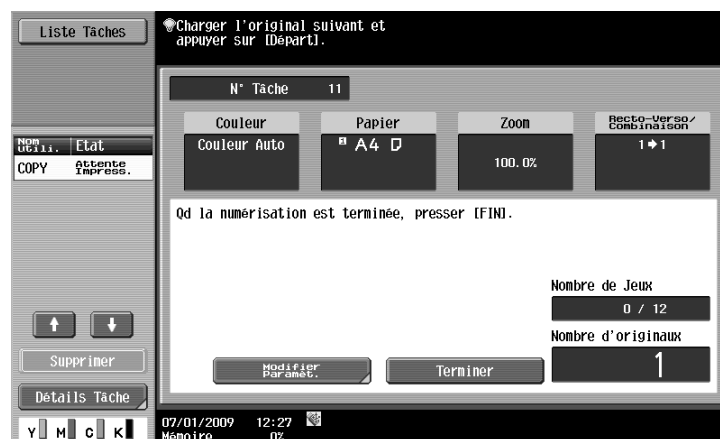 Liste Tâches
Charger l'original suivant et
appuyer sur [Départ].
N° Tâche 11
Couleur
Papier
Zoom
Recto-Verso/
Combinaison
Couleur Auto
A4
100.0%
1 → 1
Nom
Utili.
Etat
COPY
Attente
Impress.
Qd la numérisation est terminée, presser [FIN].
Nombre de Jeux
0 / 12
Nombre d'originaux
1
Modifier
Paramèt.
Terminer
Supprimer
Détails Tâche
Y M C K
07/01/2009 12:27
Mémoire 0%